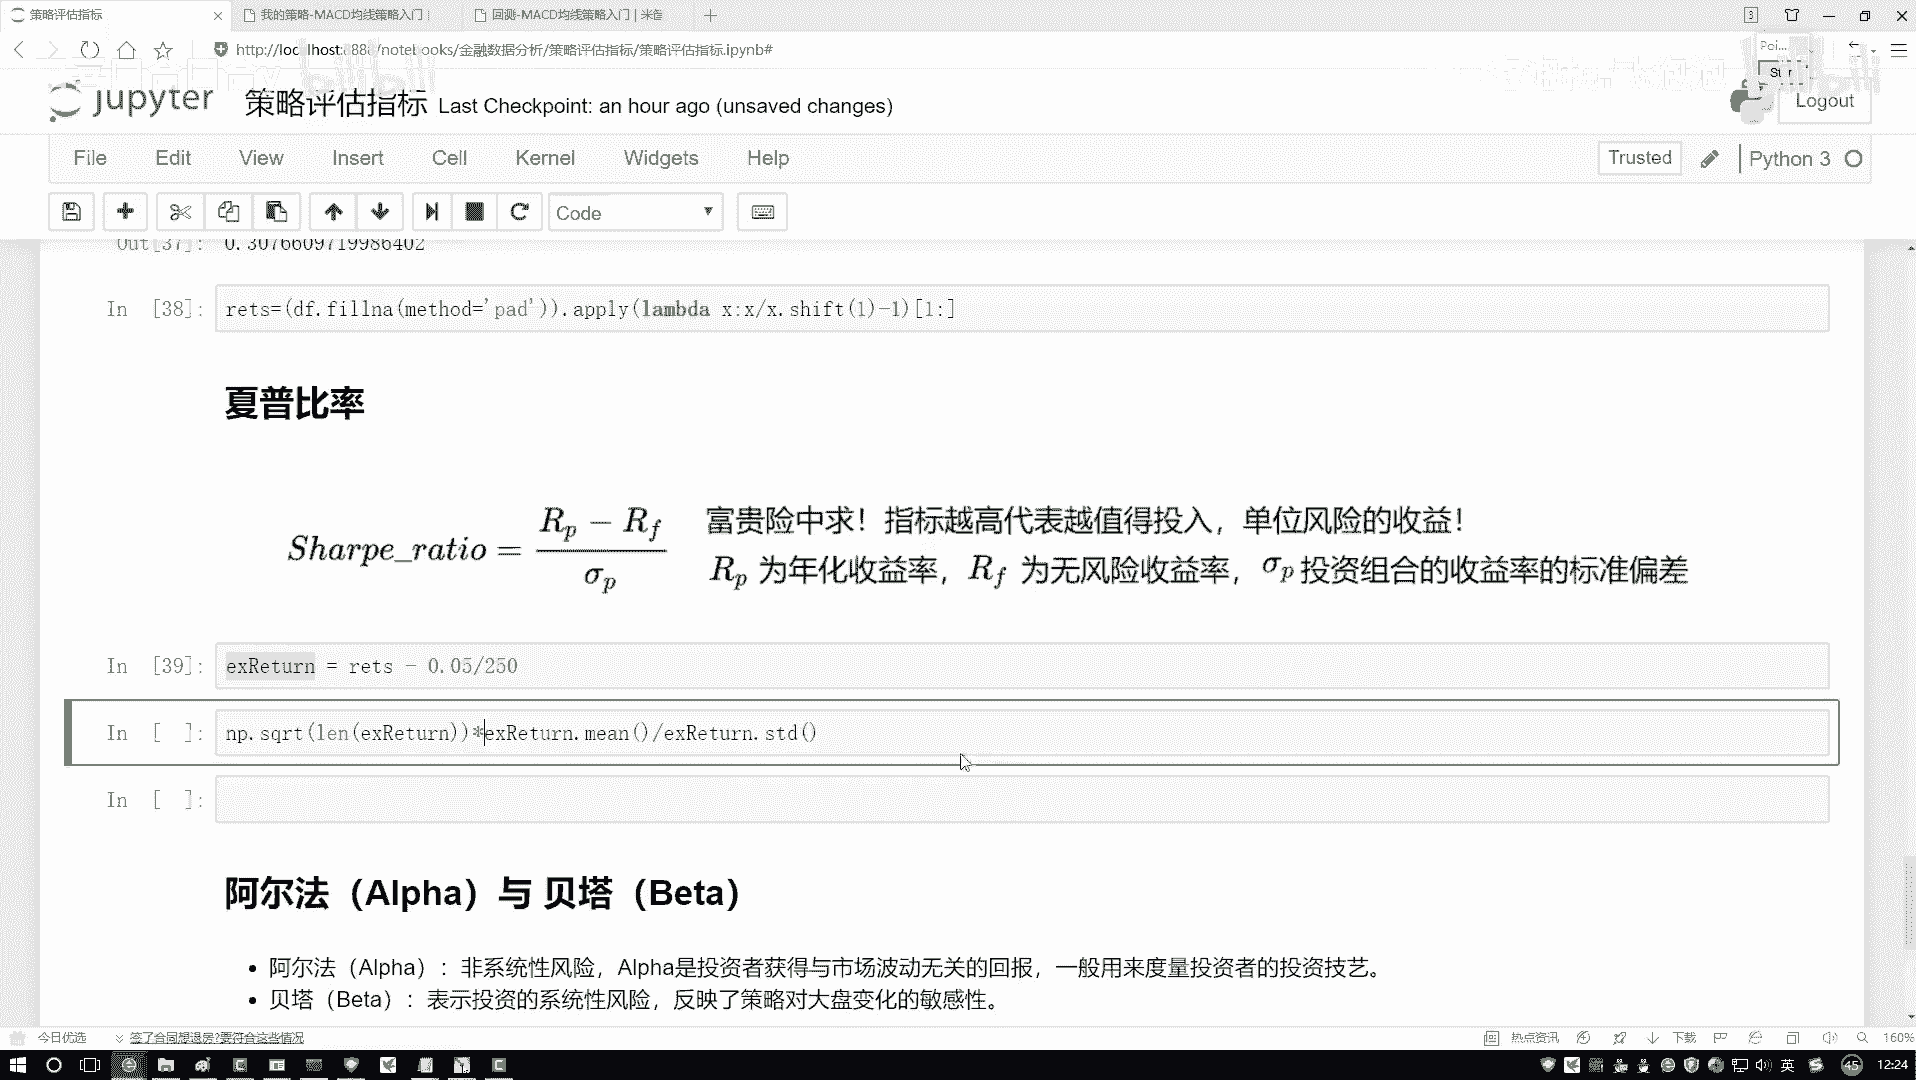 策略评估指标
我的策略-MACD均线策略入门
回测-MACD均线策略入门 | 米筐
3
http://localhost:888/notebooks/金融数据分析/策略评估指标/策略评估指标.ipynb#
Poi...
bilibili
jupyter 策略评估指标 Last Checkpoint: an hour ago (unsaved changes)
Logout
File Edit View Insert Cell Kernel Widgets Help
Trusted Python 3
Code
Out[37]: 0.3076609719986402
In [38]: rets=(df.fillna(method='pad')).apply(lambda x:x/x.shift(1)-1)[1:]
夏普比率
Sharpe_ratio = (R_p − R_f) / σ_p
富贵险中求！指标越高代表越值得投入，单位风险的收益！
R_p 为年化收益率，R_f 为无风险收益率，σ_p 投资组合的收益率的标准偏差
In [39]: exReturn = rets - 0.05/250
In [ ]: np.sqrt(len(exReturn))*exReturn.mean()/exReturn.std()
In [ ]:
阿尔法（Alpha）与 贝塔（Beta）
• 阿尔法（Alpha）：非系统性风险，Alpha是投资者获得与市场波动无关的回报，一般用来度量投资者的投资技艺。
• 贝塔（Beta）：表示投资的系统性风险，反映了策略对大盘变化的敏感性。
今日优选 签了合同想退房?要符合这些情况
热点资讯 下载 160%
英 45 12:24